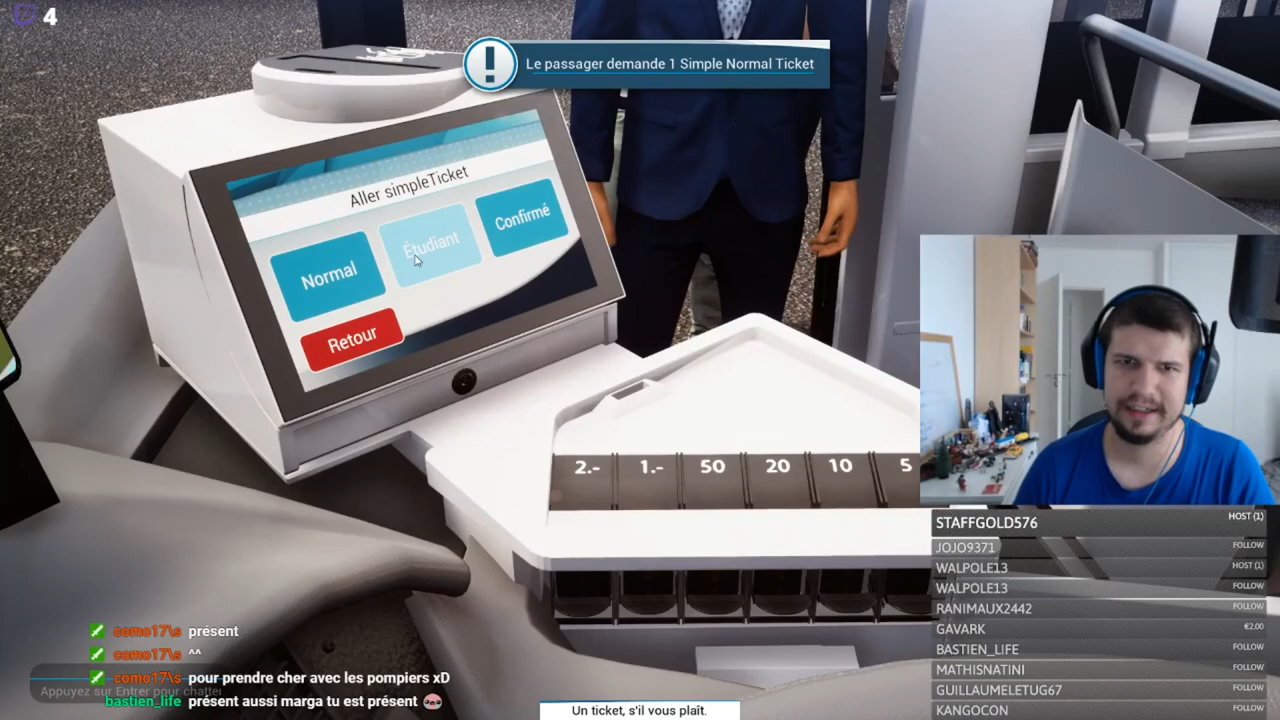 4
Le passager demande 1 Simple Normal Ticket
Aller simpleTicket
Normal
Étudiant
Confirmé
Retour
2.- 1.- 50 20 10 5
STAFFGOLD576 HOST (1)
JOJO9371 FOLLOW
WALPOLE13 HOST (1)
WALPOLE13 FOLLOW
RANIMAUX2442 FOLLOW
GAVARK €2.00
BASTIEN_LIFE FOLLOW
MATHISNATINI FOLLOW
GUILLAUMELETUG67 FOLLOW
KANGOCON FOLLOW
como17\s présent
como17\s ^^
como17\s pour prendre cher avec les pompiers xD
Appuyez sur Entrer pour chatter
bastien_life présent aussi marga tu est présent
Un ticket, s'il vous plaît.